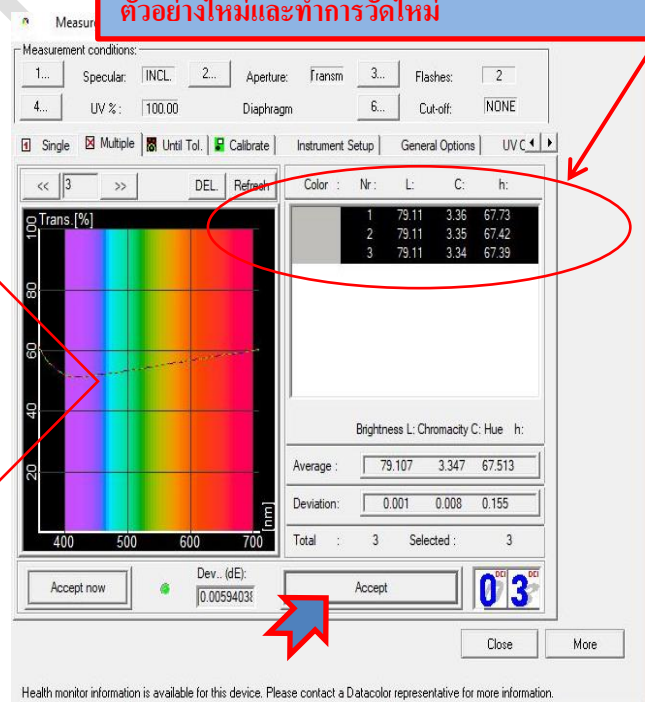 ตัวอย่างใหม่และทำการวัดใหม่
Measurement conditions:
1... Specular: INCL. 2... Aperture: Transm 3... Flashes: 2
4... UV %: 100.00 Diaphragm 6... Cut-off: NONE
1 Single Multiple Until Tol. Calibrate Instrument Setup General Options UV C
<< 3 >> DEL. Refresh
Color : Nr: L: C: h:
1 79.11 3.36 67.73
2 79.11 3.35 67.42
3 79.11 3.34 67.39
Trans.[%]
100
80
60
40
20
400 500 600 700 [nm]
Brightness L: Chromacity C: Hue h:
Average : 79.107 3.347 67.513
Deviation: 0.001 0.008 0.155
Total : 3 Selected : 3
Accept now Dev.. (dE): 0.00594038 Accept DCI 0 DCI 3
Close More
Health monitor information is available for this device. Please contact a Datacolor representative for more information.